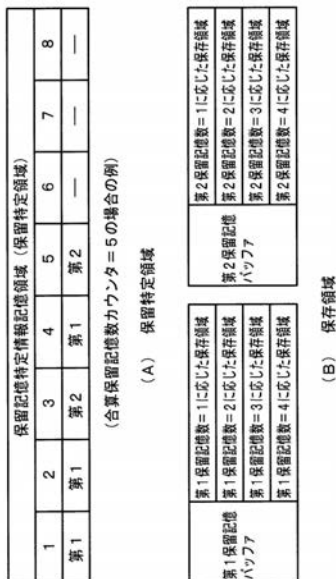 保留記憶特定情報記憶領域（保留特定領域）
1 2 3 4 5 6 7 8
第1 第1 第2 第1 第2 ― ― ―
（合算保留記憶数カウンタ＝5の場合の例）
（A） 保留特定領域
第1保留記憶バッファ
第1保留記憶数＝1に応じた保存領域
第1保留記憶数＝2に応じた保存領域
第1保留記憶数＝3に応じた保存領域
第1保留記憶数＝4に応じた保存領域
第2保留記憶バッファ
第2保留記憶数＝1に応じた保存領域
第2保留記憶数＝2に応じた保存領域
第2保留記憶数＝3に応じた保存領域
第2保留記憶数＝4に応じた保存領域
（B） 保存領域